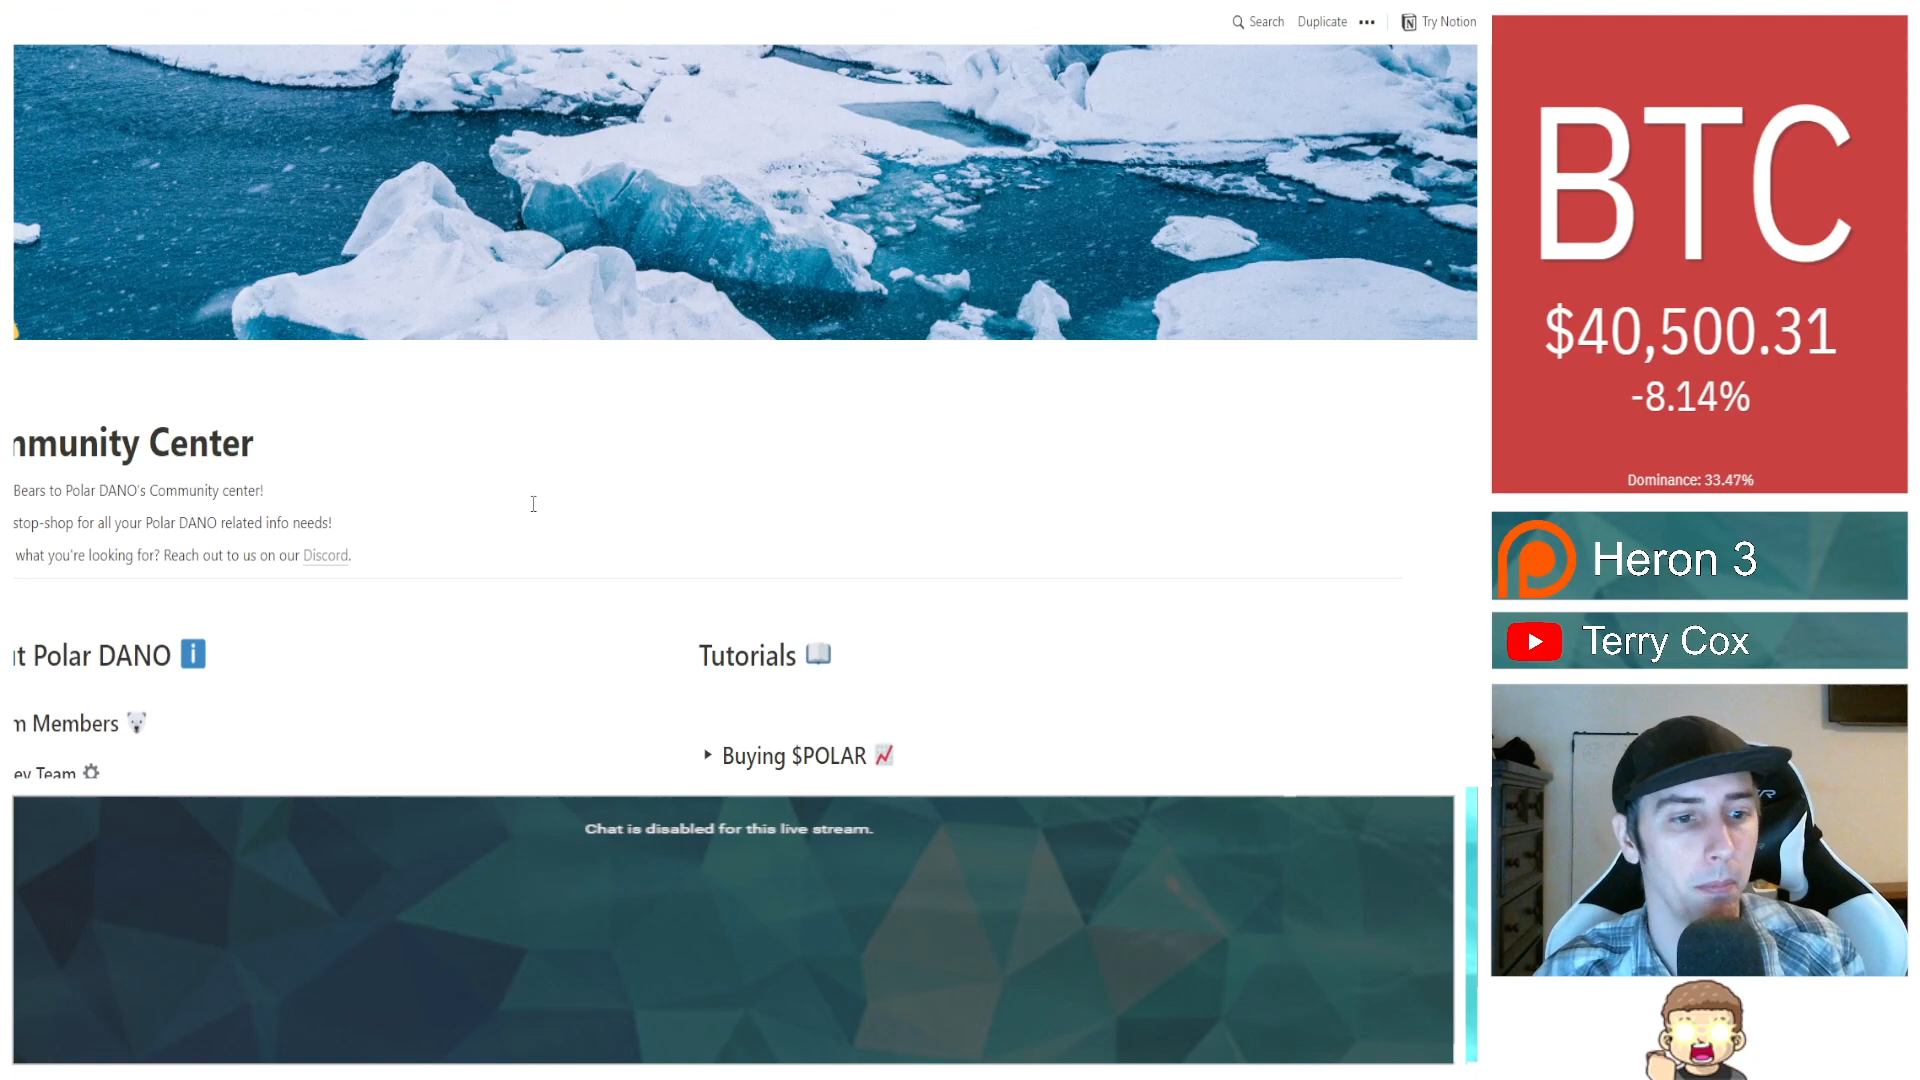 Search Duplicate ••• Try Notion
mmunity Center
Bears to Polar DANO's Community center!
stop-shop for all your Polar DANO related info needs!
what you're looking for? Reach out to us on our Discord.
t Polar DANO
Tutorials
m Members
Buying $POLAR
ev Team
Chat is disabled for this live stream.
BTC
$40,500.31
-8.14%
Dominance: 33.47%
Heron 3
Terry Cox